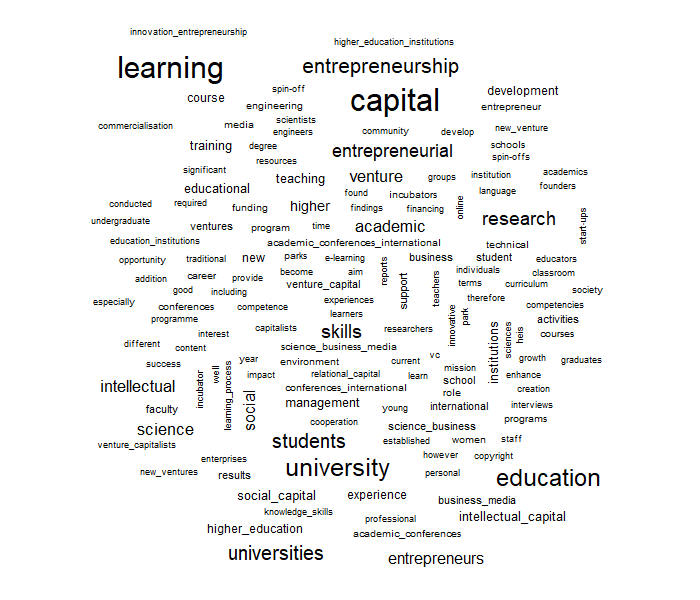 innovation_entrepreneurship
higher_education_institutions
learning
entrepreneurship
spin-off
capital
development
course
engineering
entrepreneur
commercialisation
media
scientists
engineers
community
develop
new_venture
training
degree
entrepreneurial
schools
spin-offs
resources
significant
teaching
venture
groups
institution
academics
educational
found
incubators
language
founders
conducted
required
funding
higher
findings
financing
online
undergraduate
ventures
program
time
academic
research
start-ups
education_institutions
academic_conferences_international
technical
opportunity
traditional
new
parks
e-learning
business
student
educators
addition
career
provide
become
aim
reports
support
teachers
individuals
classroom
good
including
venture_capital
terms
curriculum
society
especially
conferences
competence
experiences
therefore
competencies
programme
learners
innovative
park
activities
interest
capitalists
skills
researchers
institutions
sciences
heis
courses
different
content
science_business_media
success
year
environment
current
vc
growth
graduates
incubator
well
learning_process
impact
relational_capital
learn
mission
enhance
intellectual
conferences_international
school
creation
social
management
young
role
faculty
international
interviews
science
cooperation
science_business
programs
venture_capitalists
students
established
women
staff
enterprises
however
copyright
new_ventures
results
university
personal
education
social_capital
experience
business_media
knowledge_skills
professional
intellectual_capital
higher_education
academic_conferences
universities
entrepreneurs